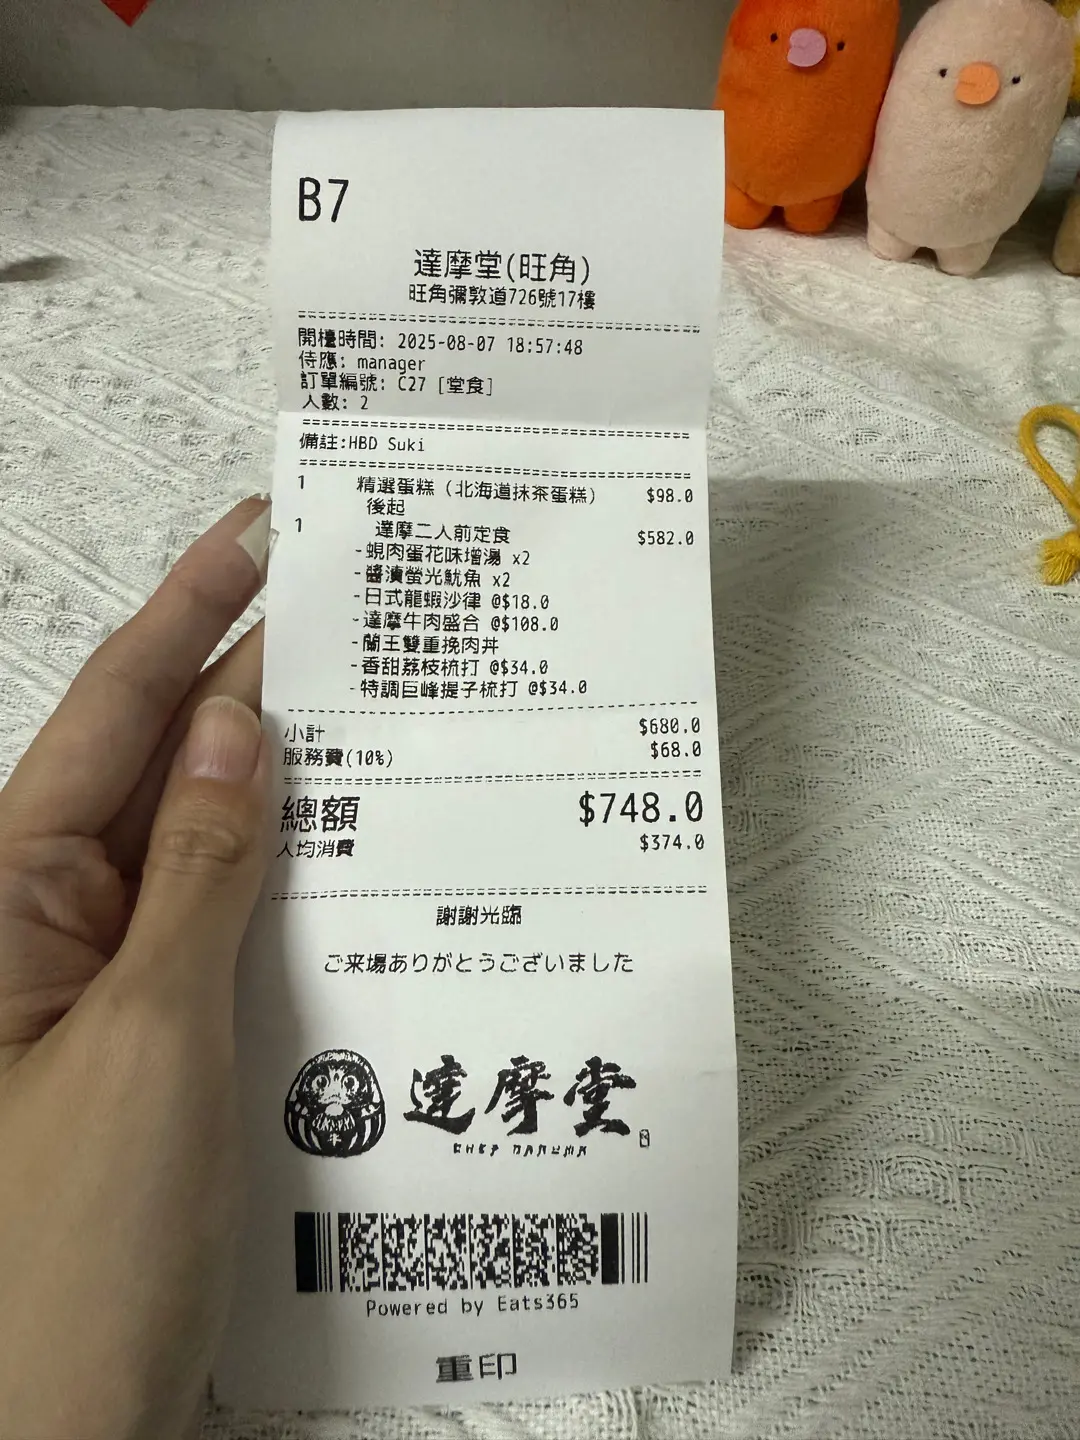 B7
達摩堂(旺角)
旺角彌敦道726號17樓
開檯時間: 2025-08-07 18:57:48
侍應: manager
訂單編號: C27 [堂食]
人數: 2
備註:HBD Suki
1 精選蛋糕 (北海道抹茶蛋糕) $98.0
後起
1 達摩二人前定食 $582.0
-蜆肉蛋花味增湯 x2
-醬漬螢光魷魚 x2
-日式龍蝦沙律 @$18.0
-達摩牛肉盛合 @$108.0
-蘭王雙重挽肉丼
-香甜荔枝梳打 @$34.0
-特調巨峰提子梳打 @$34.0
小計 $680.0
服務費(10%) $68.0
總額 $748.0
人均消費 $374.0
謝謝光臨
ご来場ありがとうございました
達摩堂
CHEF DARUMA
Powered by Eats365
重印